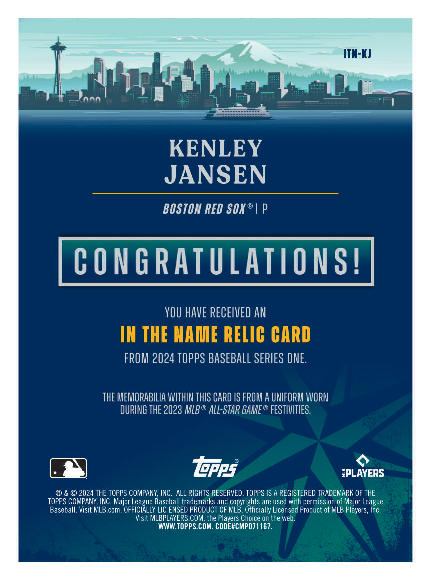 ITN-KJ
KENLEY
JANSEN
BOSTON RED SOX® | P
CONGRATULATIONS!
YOU HAVE RECEIVED AN
IN THE NAME RELIC CARD
FROM 2024 TOPPS BASEBALL SERIES ONE.
THE MEMORABILIA WITHIN THIS CARD IS FROM A UNIFORM WORN
DURING THE 2023 MLB® ALL-STAR GAME® FESTIVITIES.
Topps®
MLB PLAYERS
® & © 2024 THE TOPPS COMPANY, INC. ALL RIGHTS RESERVED. TOPPS IS A REGISTERED TRADEMARK OF THE
TOPPS COMPANY, INC. Major League Baseball trademarks and copyrights are used with permission of Major League
Baseball. Visit MLB.com. OFFICIALLY LICENSED PRODUCT OF MLB. Officially Licensed Product of MLB Players, Inc.
Visit MLBPLAYERS.COM, the Players Choice on the web.
WWW.TOPPS.COM. CODE#CMP071167.